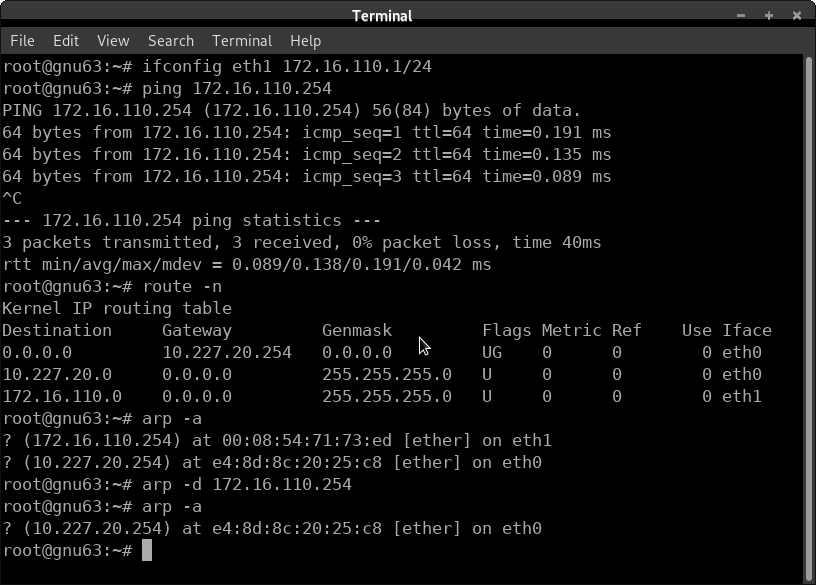 Terminal
File Edit View Search Terminal Help
root@gnu63:~# ifconfig eth1 172.16.110.1/24
root@gnu63:~# ping 172.16.110.254
PING 172.16.110.254 (172.16.110.254) 56(84) bytes of data.
64 bytes from 172.16.110.254: icmp_seq=1 ttl=64 time=0.191 ms
64 bytes from 172.16.110.254: icmp_seq=2 ttl=64 time=0.135 ms
64 bytes from 172.16.110.254: icmp_seq=3 ttl=64 time=0.089 ms
^C
--- 172.16.110.254 ping statistics ---
3 packets transmitted, 3 received, 0% packet loss, time 40ms
rtt min/avg/max/mdev = 0.089/0.138/0.191/0.042 ms
root@gnu63:~# route -n
Kernel IP routing table
Destination     Gateway         Genmask         Flags Metric Ref    Use Iface
0.0.0.0         10.227.20.254   0.0.0.0         UG    0      0        0 eth0
10.227.20.0     0.0.0.0         255.255.255.0   U     0      0        0 eth0
172.16.110.0    0.0.0.0         255.255.255.0   U     0      0        0 eth1
root@gnu63:~# arp -a
? (172.16.110.254) at 00:08:54:71:73:ed [ether] on eth1
? (10.227.20.254) at e4:8d:8c:20:25:c8 [ether] on eth0
root@gnu63:~# arp -d 172.16.110.254
root@gnu63:~# arp -a
? (10.227.20.254) at e4:8d:8c:20:25:c8 [ether] on eth0
root@gnu63:~#